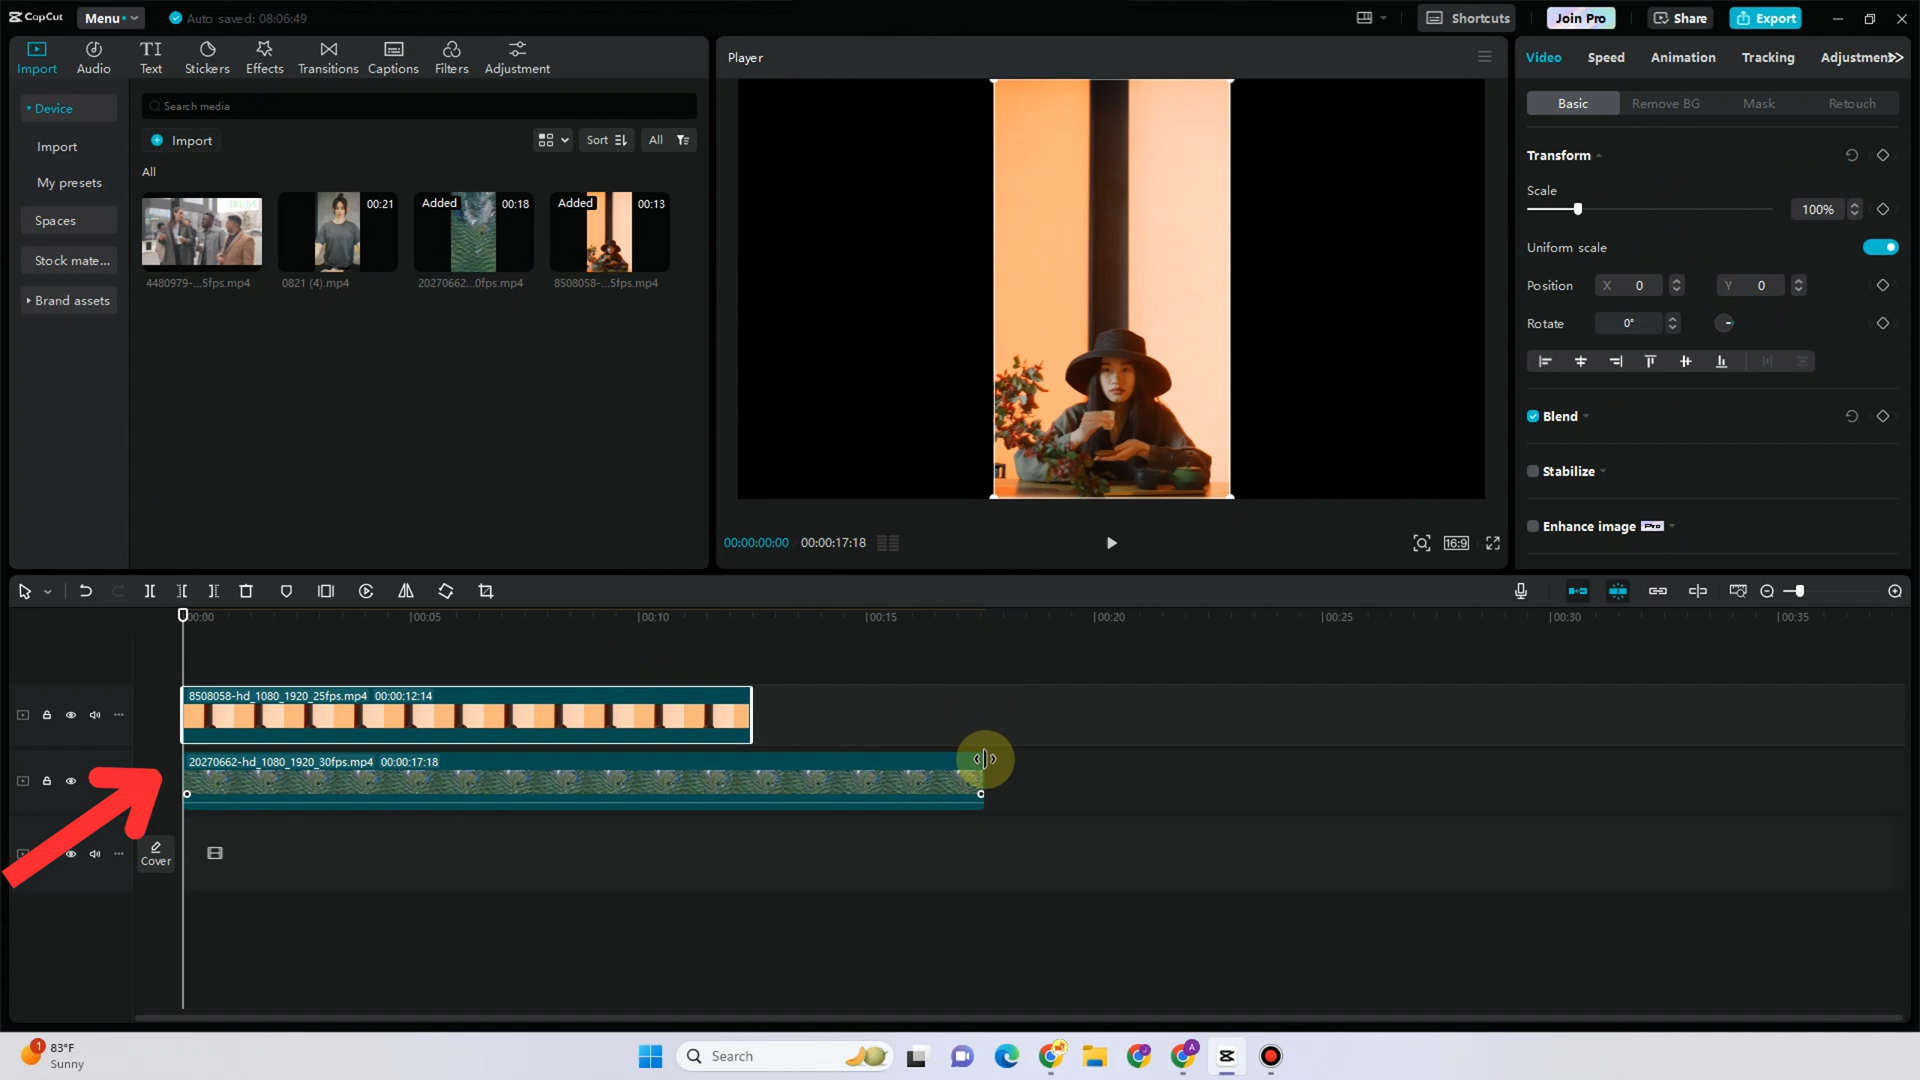 CapCut
Menu
Auto saved: 08:06:49
Shortcuts
Join Pro
Share
Export
Import
Audio
TI
Text
Stickers
Effects
Transitions
Captions
Filters
Adjustment
Device
Import
My presets
Spaces
Stock mate...
Brand assets
Search media
Import
Sort
All
All
00:21
Added 00:18
Added 00:13
4480979-...5fps.mp4
0821 (4).mp4
20270662...0fps.mp4
8508058-...5fps.mp4
Player
00:00:00:00
00:00:17:18
16:9
Video
Speed
Animation
Tracking
Adjustment
Basic
Remove BG
Mask
Retouch
Transform
Scale
100%
Uniform scale
Position
X 0
Y 0
Rotate
0°
Blend
Stabilize
Enhance image Pro
00:00
00:05
00:10
00:15
00:20
00:25
00:30
00:35
8508058-hd_1080_1920_25fps.mp4 00:00:12:14
20270662-hd_1080_1920_30fps.mp4 00:00:17:18
Cover
1
83°F
Sunny
Search
J
A